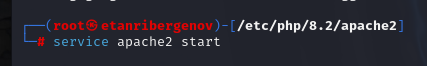 ┌──(root㉿etanribergenov)-[/etc/php/8.2/apache2]
└─# service apache2 start